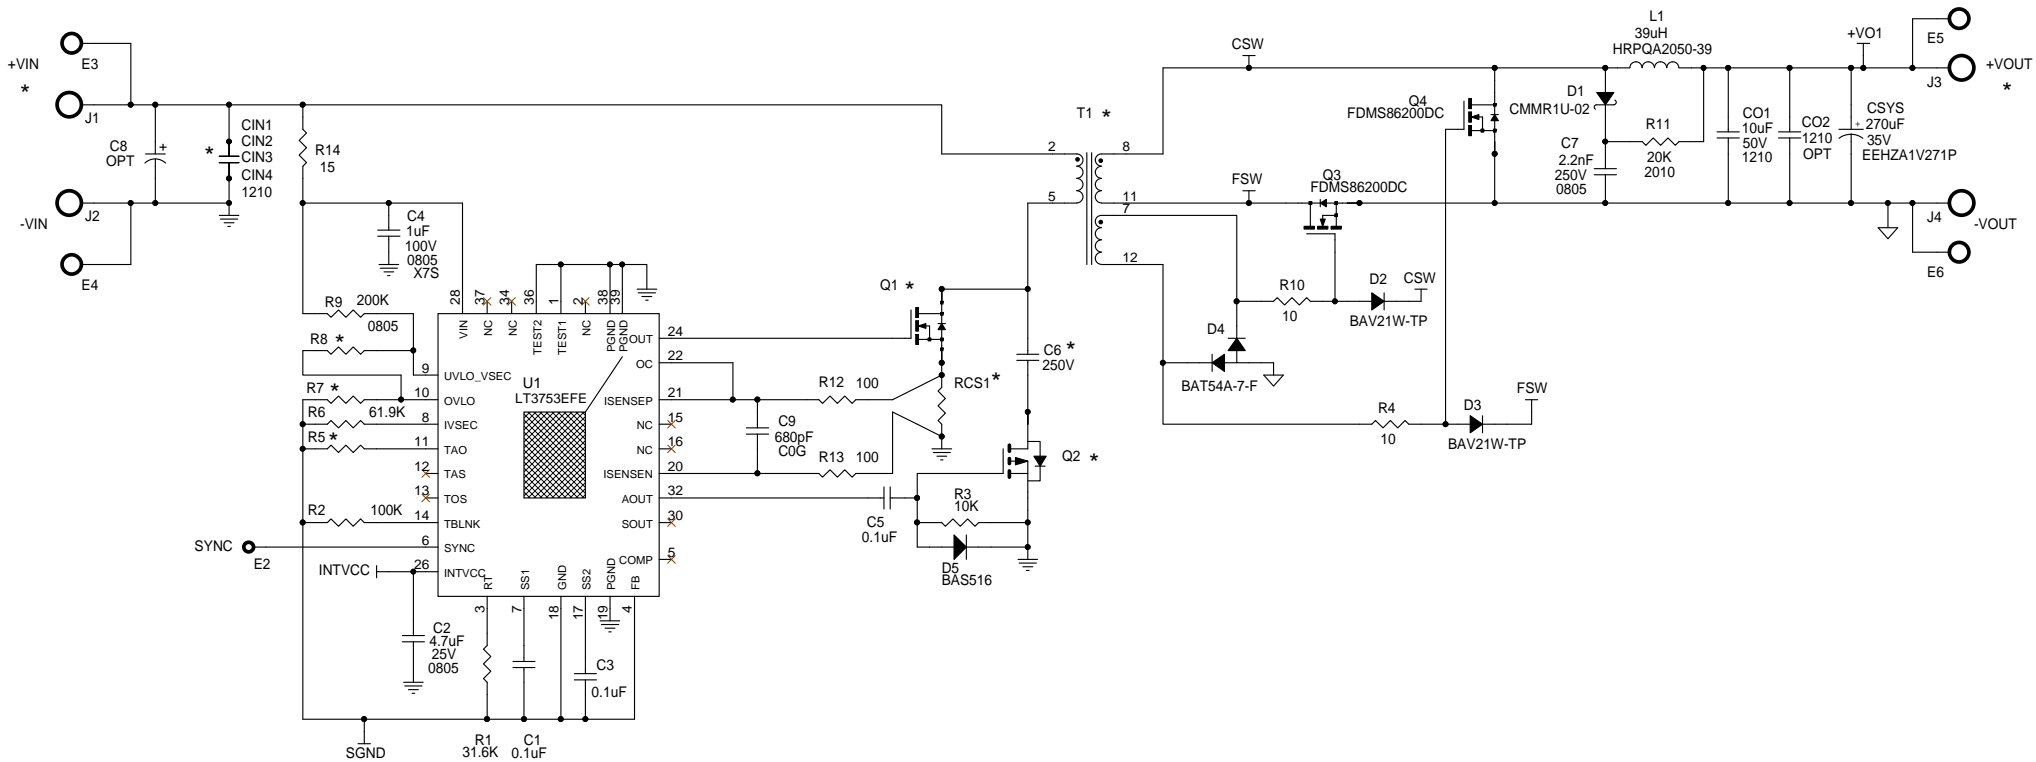 +VIN
*
E3
J1
C8
OPT
+
*
CIN1
CIN2
CIN3
CIN4
1210
J2
-VIN
E4
R14
15
C4
1uF
100V
0805
X7S
R9 200K
0805
R8 *
R7 *
R6 61.9K
R5 *
R2 100K
SYNC
E2
INTVCC
C2
4.7uF
25V
0805
SGND
R1
31.6K
C1
0.1uF
C3
0.1uF
U1
LT3753EFE
28 VIN
37 NC
34 NC
36 TEST2
1 TEST1
2 NC
38 PGND
39 PGND
9 UVLO_VSEC
10 OVLO
8 IVSEC
11 TAO
12 TAS
13 TOS
14 TBLNK
6 SYNC
26 INTVCC
3 RT
7 SS1
18 GND
17 SS2
19 PGND
4 FB
OUT 24
OC 22
ISENSEP 21
NC 15
NC 16
ISENSEN 20
AOUT 32
SOUT 30
COMP 5
Q1 *
R12 100
RCS1 *
C9
680pF
C0G
R13 100
C5
0.1uF
R3
10K
D5
BAS516
C6 *
250V
Q2 *
T1 *
2
5
8
11
7
12
CSW
FSW
Q3
FDMS86200DC
Q4
FDMS86200DC
R10
10
D2
BAV21W-TP
CSW
D4
BAT54A-7-F
R4
10
D3
BAV21W-TP
FSW
L1
39uH
HRPQA2050-39
D1
CMMR1U-02
C7
2.2nF
250V
0805
R11
20K
2010
CO1
10uF
50V
1210
CO2
1210
OPT
+VO1
CSYS
+ 270uF
35V
EEHZA1V271P
E5
J3
+VOUT
*
J4
-VOUT
E6